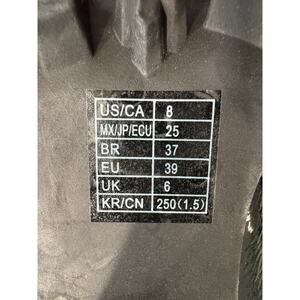 US/CA 8
MX/JP/ECU 25
BR 37
EU 39
UK 6
KR/CN 250(1.5)